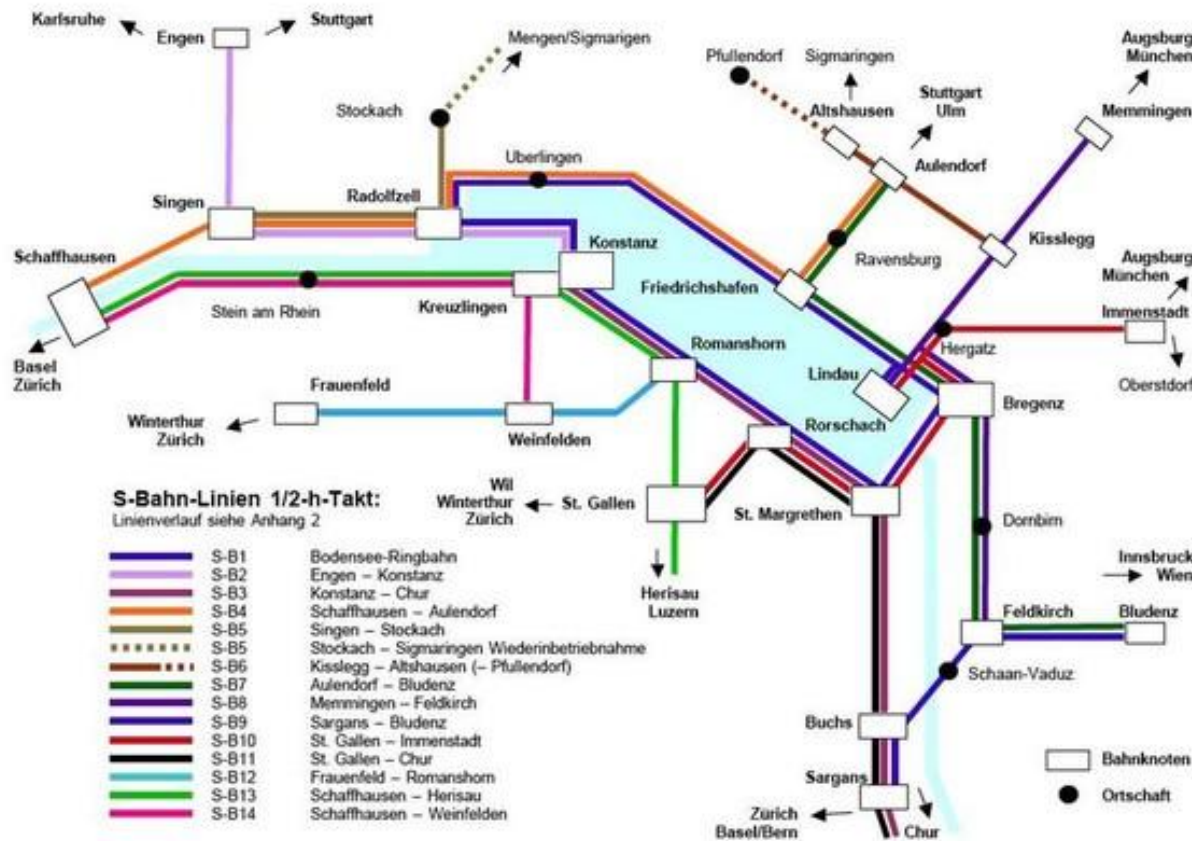 Karlsruhe
Stuttgart
Engen
Mengen/Sigmarigen
Pfullendorf
Sigmaringen
Augsburg
München
Stockach
Altshausen
Stuttgart
Ulm
Memmingen
Uberlingen
Aulendorf
Singen
Radolfzell
Schaffhausen
Konstanz
Kisslegg
Ravensburg
Augsburg
München
Friedrichshafen
Stein am Rhein
Kreuzlingen
Immenstadt
Basel
Zürich
Romanshorn
Hergatz
Lindau
Oberstdorf
Frauenfeld
Bregenz
Winterthur
Zürich
Weinfelden
Rorschach
S-Bahn-Linien 1/2-h-Takt:
Linienverlauf siehe Anhang 2
Wil
Winterthur
Zürich
St. Gallen
St. Margrethen
Dornbirn
Innsbruck
Wien
Herisau
Luzern
Feldkirch
Bludenz
Schaan-Vaduz
Buchs
Sargans
Zürich
Basel/Bern
Chur
S-B1 Bodensee-Ringbahn
S-B2 Engen – Konstanz
S-B3 Konstanz – Chur
S-B4 Schaffhausen – Aulendorf
S-B5 Singen – Stockach
S-B5 Stockach – Sigmaringen Wiederinbetriebnahme
S-B6 Kisslegg – Altshausen (– Pfullendorf)
S-B7 Aulendorf – Bludenz
S-B8 Memmingen – Feldkirch
S-B9 Sargans – Bludenz
S-B10 St. Gallen – Immenstadt
S-B11 St. Gallen – Chur
S-B12 Frauenfeld – Romanshorn
S-B13 Schaffhausen – Herisau
S-B14 Schaffhausen – Weinfelden
Bahnknoten
Ortschaft